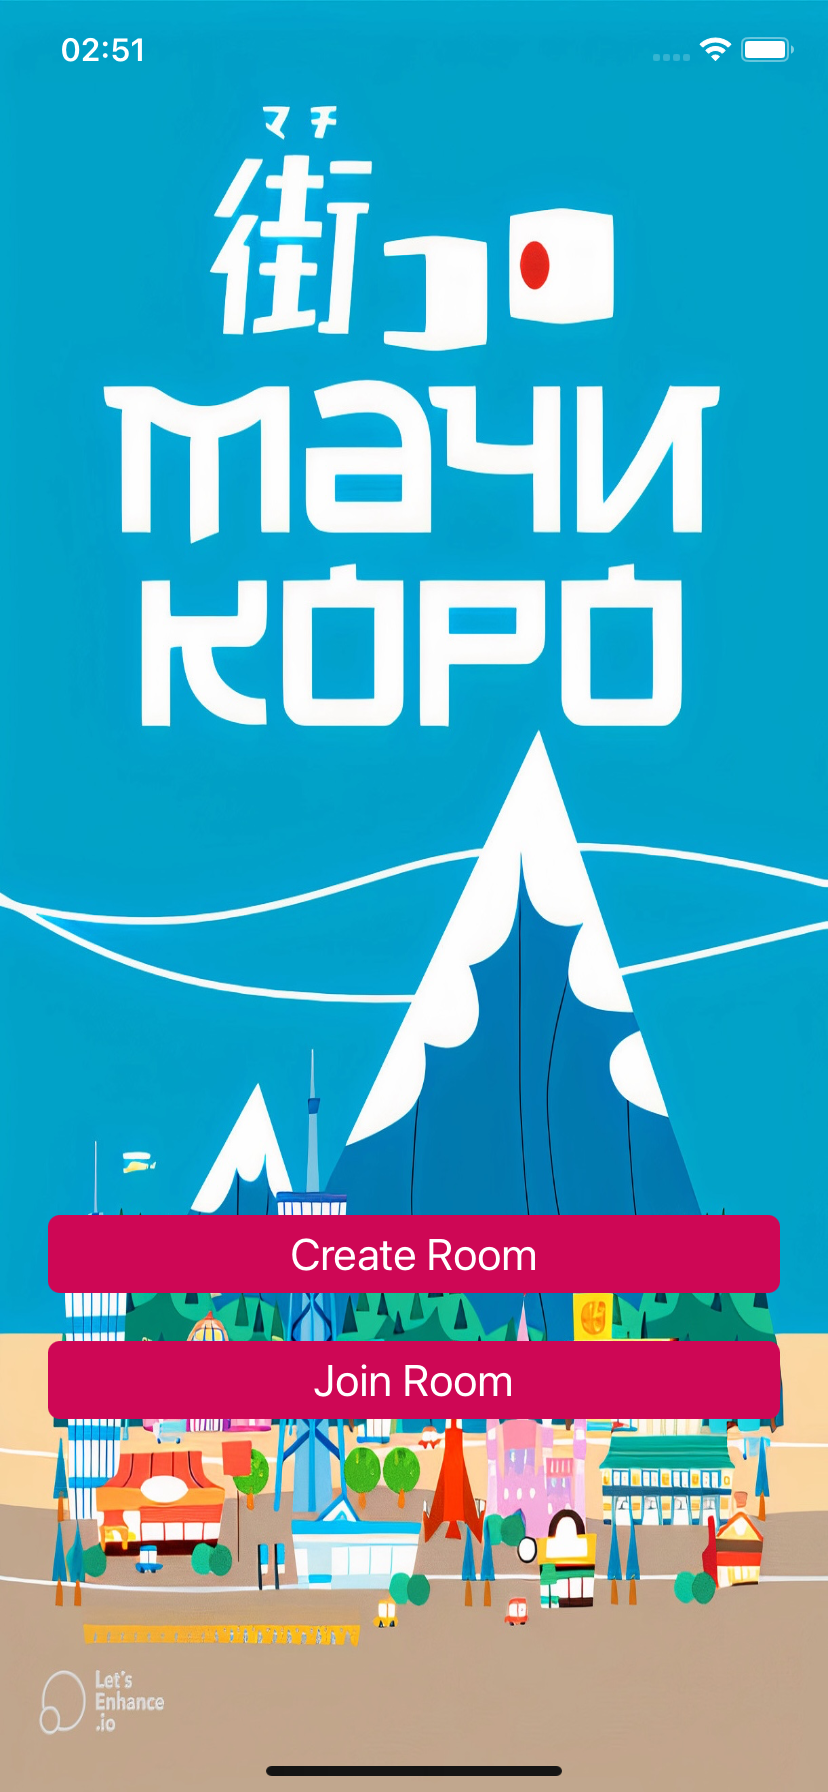 02:51
マチ
街コロ
мачи
КОРО
Create Room
Join Room
Let's
Enhance
.io